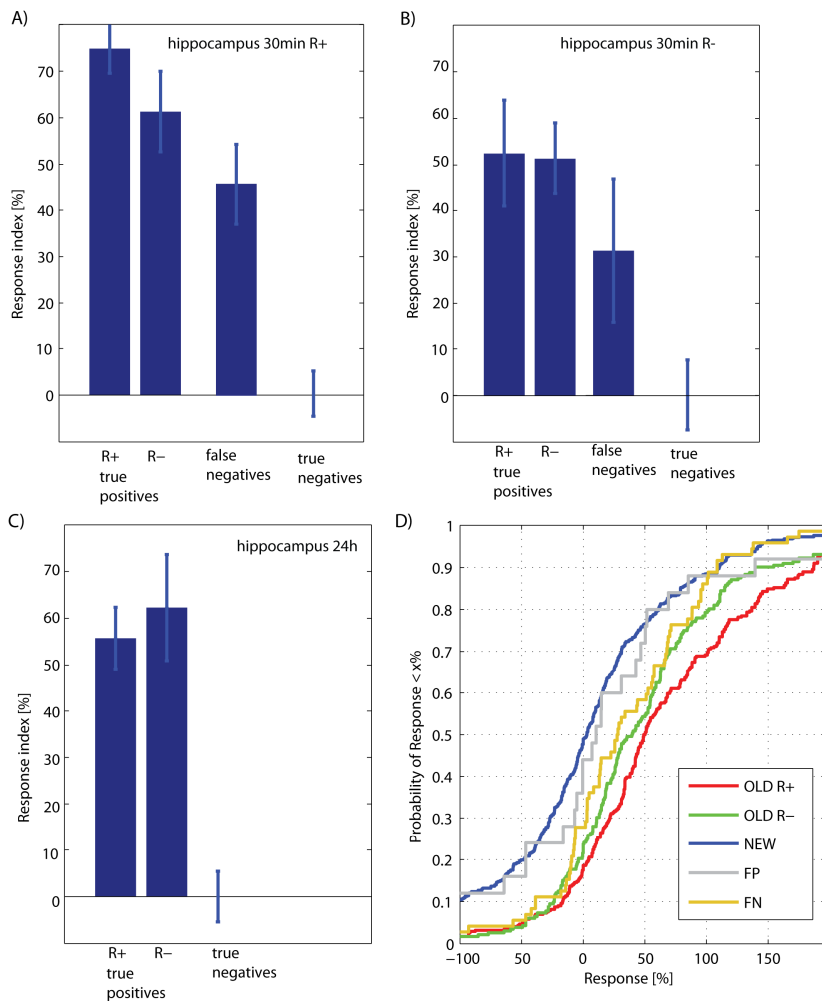 A)
hippocampus 30min R+
Response index [%]
70
60
50
40
30
20
10
0
R+ R− false true
true negatives negatives
positives
B)
hippocampus 30min R-
Response index [%]
70
60
50
40
30
20
10
0
R+ R− false true
true negatives negatives
positives
C)
hippocampus 24h
Response index [%]
70
60
50
40
30
20
10
0
R+ R− true
true negatives
positives
D)
Probability of Response < x%
1
0.9
0.8
0.7
0.6
0.5
0.4
0.3
0.2
0.1
0
OLD R+
OLD R−
NEW
FP
FN
−100 50 0 50 100 150
Response [%]